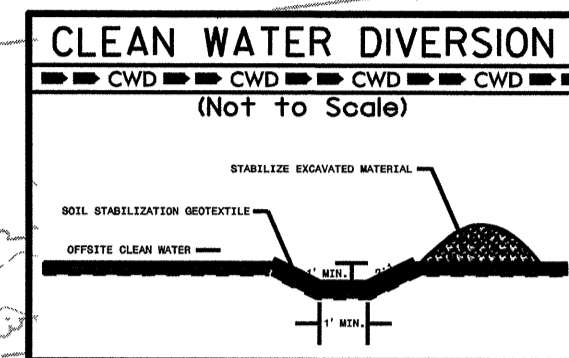 CLEAN WATER DIVERSION
CWD CWD CWD CWD
(Not to Scale)
STABILIZE EXCAVATED MATERIAL
SOIL STABILIZATION GEOTEXTILE
OFFSITE CLEAN WATER
1' MIN.
1' MIN.